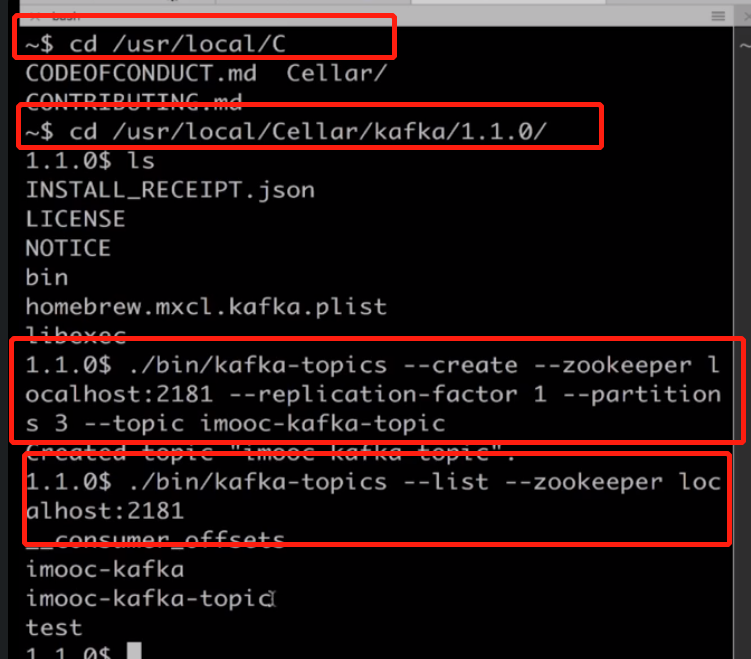 bash
~$ cd /usr/local/C
CODEOFCONDUCT.md  Cellar/
CONTRIBUTING.md
~$ cd /usr/local/Cellar/kafka/1.1.0/
1.1.0$ ls
INSTALL_RECEIPT.json
LICENSE
NOTICE
bin
homebrew.mxcl.kafka.plist
libexec
1.1.0$ ./bin/kafka-topics --create --zookeeper l
ocalhost:2181 --replication-factor 1 --partition
s 3 --topic imooc-kafka-topic
Created topic "imooc-kafka-topic".
1.1.0$ ./bin/kafka-topics --list --zookeeper loc
alhost:2181
__consumer_offsets
imooc-kafka
imooc-kafka-topic
test
1.1.0$